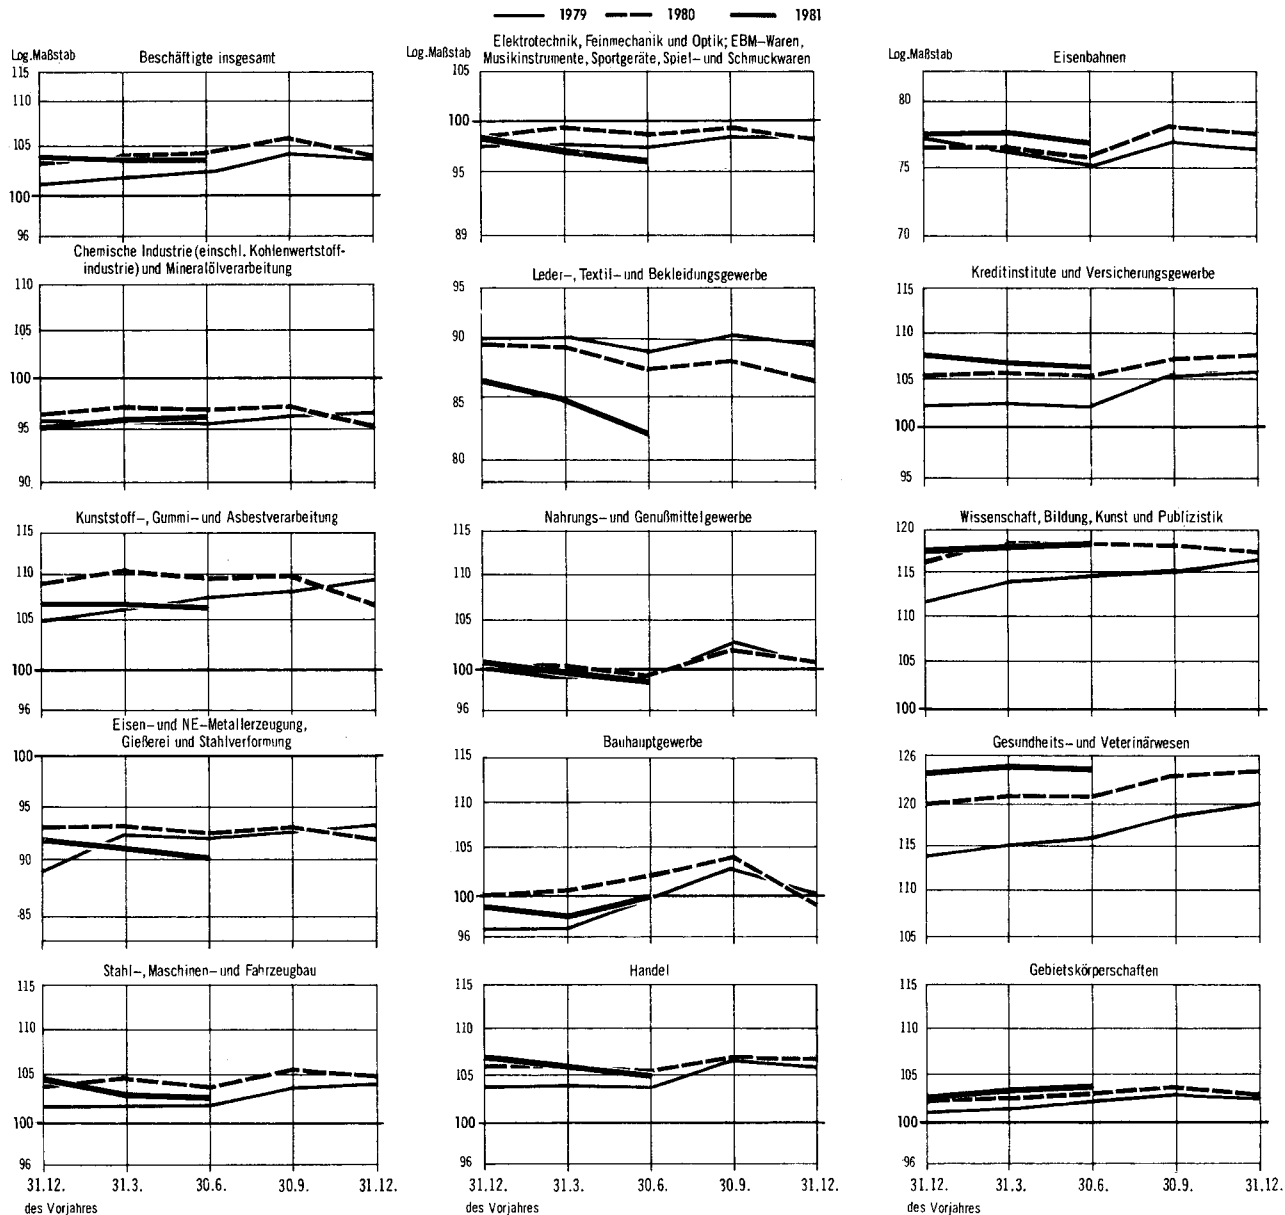 1979 1980 1981
Log.Maßstab
Beschäftigte insgesamt
115
110
105
100
96
Chemische Industrie (einschl. Kohlenwertstoff-
industrie) und Mineralölverarbeitung
110
105
100
95
90
Kunststoff-, Gummi- und Asbestverarbeitung
115
110
105
100
96
Eisen- und NE-Metallerzeugung,
Gießerei und Stahlverformung
100
95
90
85
Stahl-, Maschinen- und Fahrzeugbau
115
110
105
100
96
31.12. 31.3. 30.6. 30.9. 31.12.
des Vorjahres
Log.Maßstab
Elektrotechnik, Feinmechanik und Optik; EBM-Waren,
Musikinstrumente, Sportgeräte, Spiel- und Schmuckwaren
105
100
95
89
Leder-, Textil- und Bekleidungsgewerbe
95
90
85
80
Nahrungs- und Genußmittelgewerbe
115
110
105
100
96
Bauhauptgewerbe
115
110
105
100
96
Handel
115
110
105
100
96
31.12. 31.3. 30.6. 30.9. 31.12.
des Vorjahres
Log.Maßstab
Eisenbahnen
80
75
70
Kreditinstitute und Versicherungsgewerbe
115
110
105
100
95
Wissenschaft, Bildung, Kunst und Publizistik
120
115
110
105
100
Gesundheits- und Veterinärwesen
126
120
115
110
105
Gebietskörperschaften
115
110
105
100
96
31.12. 31.3. 30.6. 30.9. 31.12.
des Vorjahres